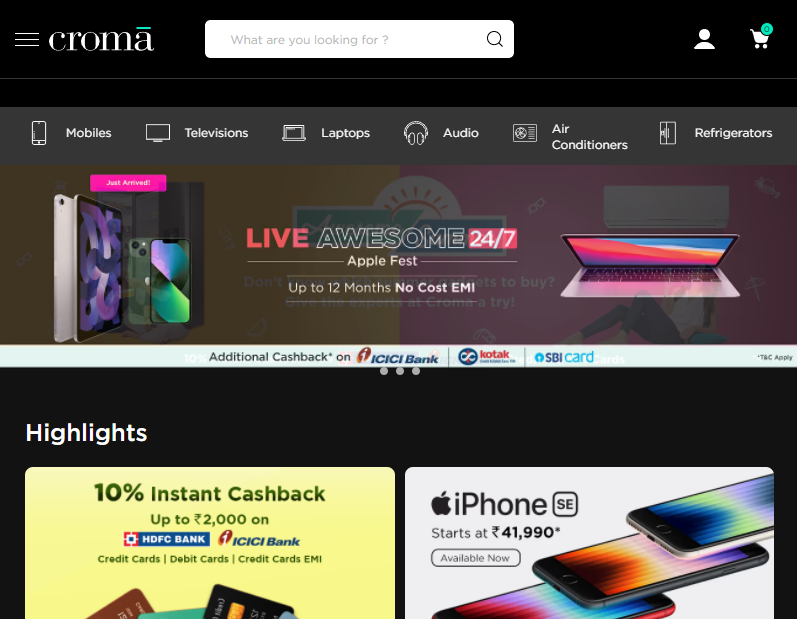 cromā
What are you looking for ?
0
Mobiles
Televisions
Laptops
Audio
Air
Conditioners
Refrigerators
Just Arrived!
LIVE AWESOME 24/7
Apple Fest
Up to 12 Months No Cost EMI
Additional Cashback* on ICICI Bank kotak SBI card
*T&C Apply
Highlights
10% Instant Cashback
Up to ₹2,000 on
HDFC BANK ICICI Bank
Credit Cards | Debit Cards | Credit Cards EMI
iPhone SE
Starts at ₹41,990*
Available Now